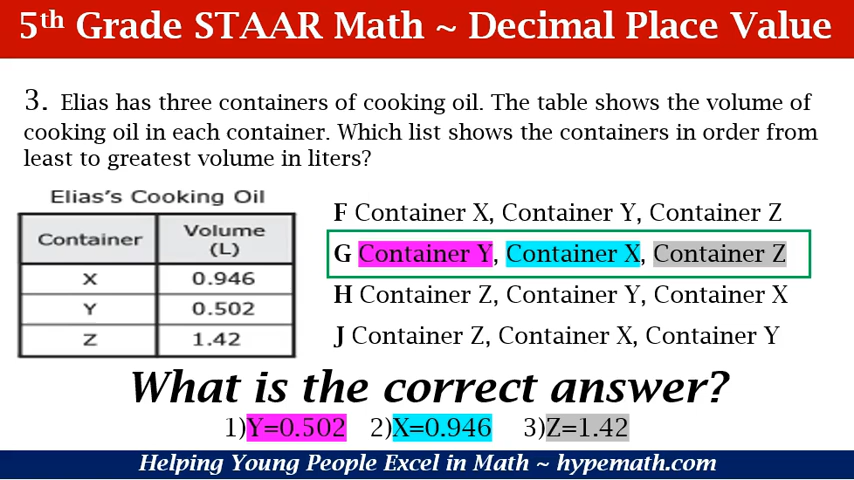 5th Grade STAAR Math ~ Decimal Place Value
3. Elias has three containers of cooking oil. The table shows the volume of
cooking oil in each container. Which list shows the containers in order from
least to greatest volume in liters?
Elias's Cooking Oil
Container Volume (L)
X 0.946
Y 0.502
Z 1.42
F Container X, Container Y, Container Z
G Container Y, Container X, Container Z
H Container Z, Container Y, Container X
J Container Z, Container X, Container Y
What is the correct answer?
1)Y=0.502 2)X=0.946 3)Z=1.42
Helping Young People Excel in Math ~ hypemath.com